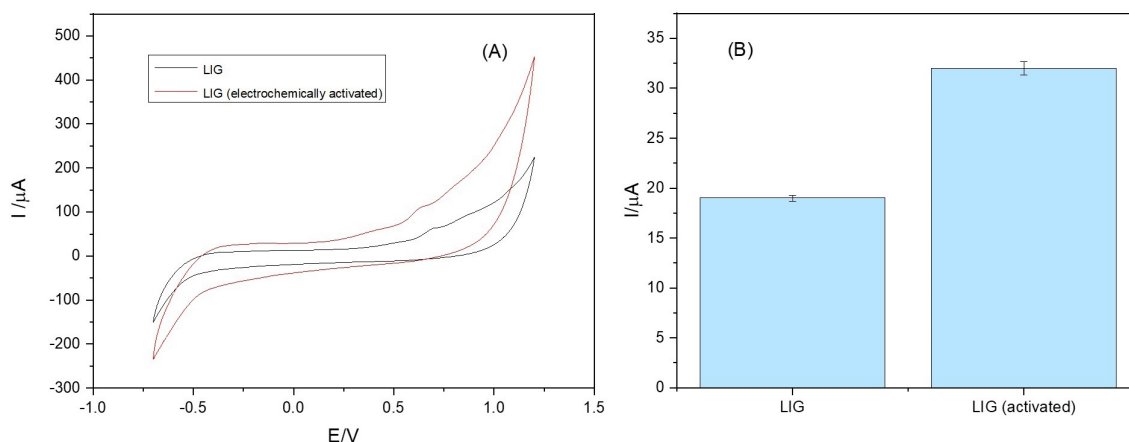 (A)
LIG
LIG (electrochemically activated)
500
400
300
200
100
0
-100
-200
-300
I /µA
-1.0
-0.5
0.0
0.5
1.0
1.5
E/V
(B)
35
30
25
20
15
10
5
0
I/µA
LIG
LIG (activated)